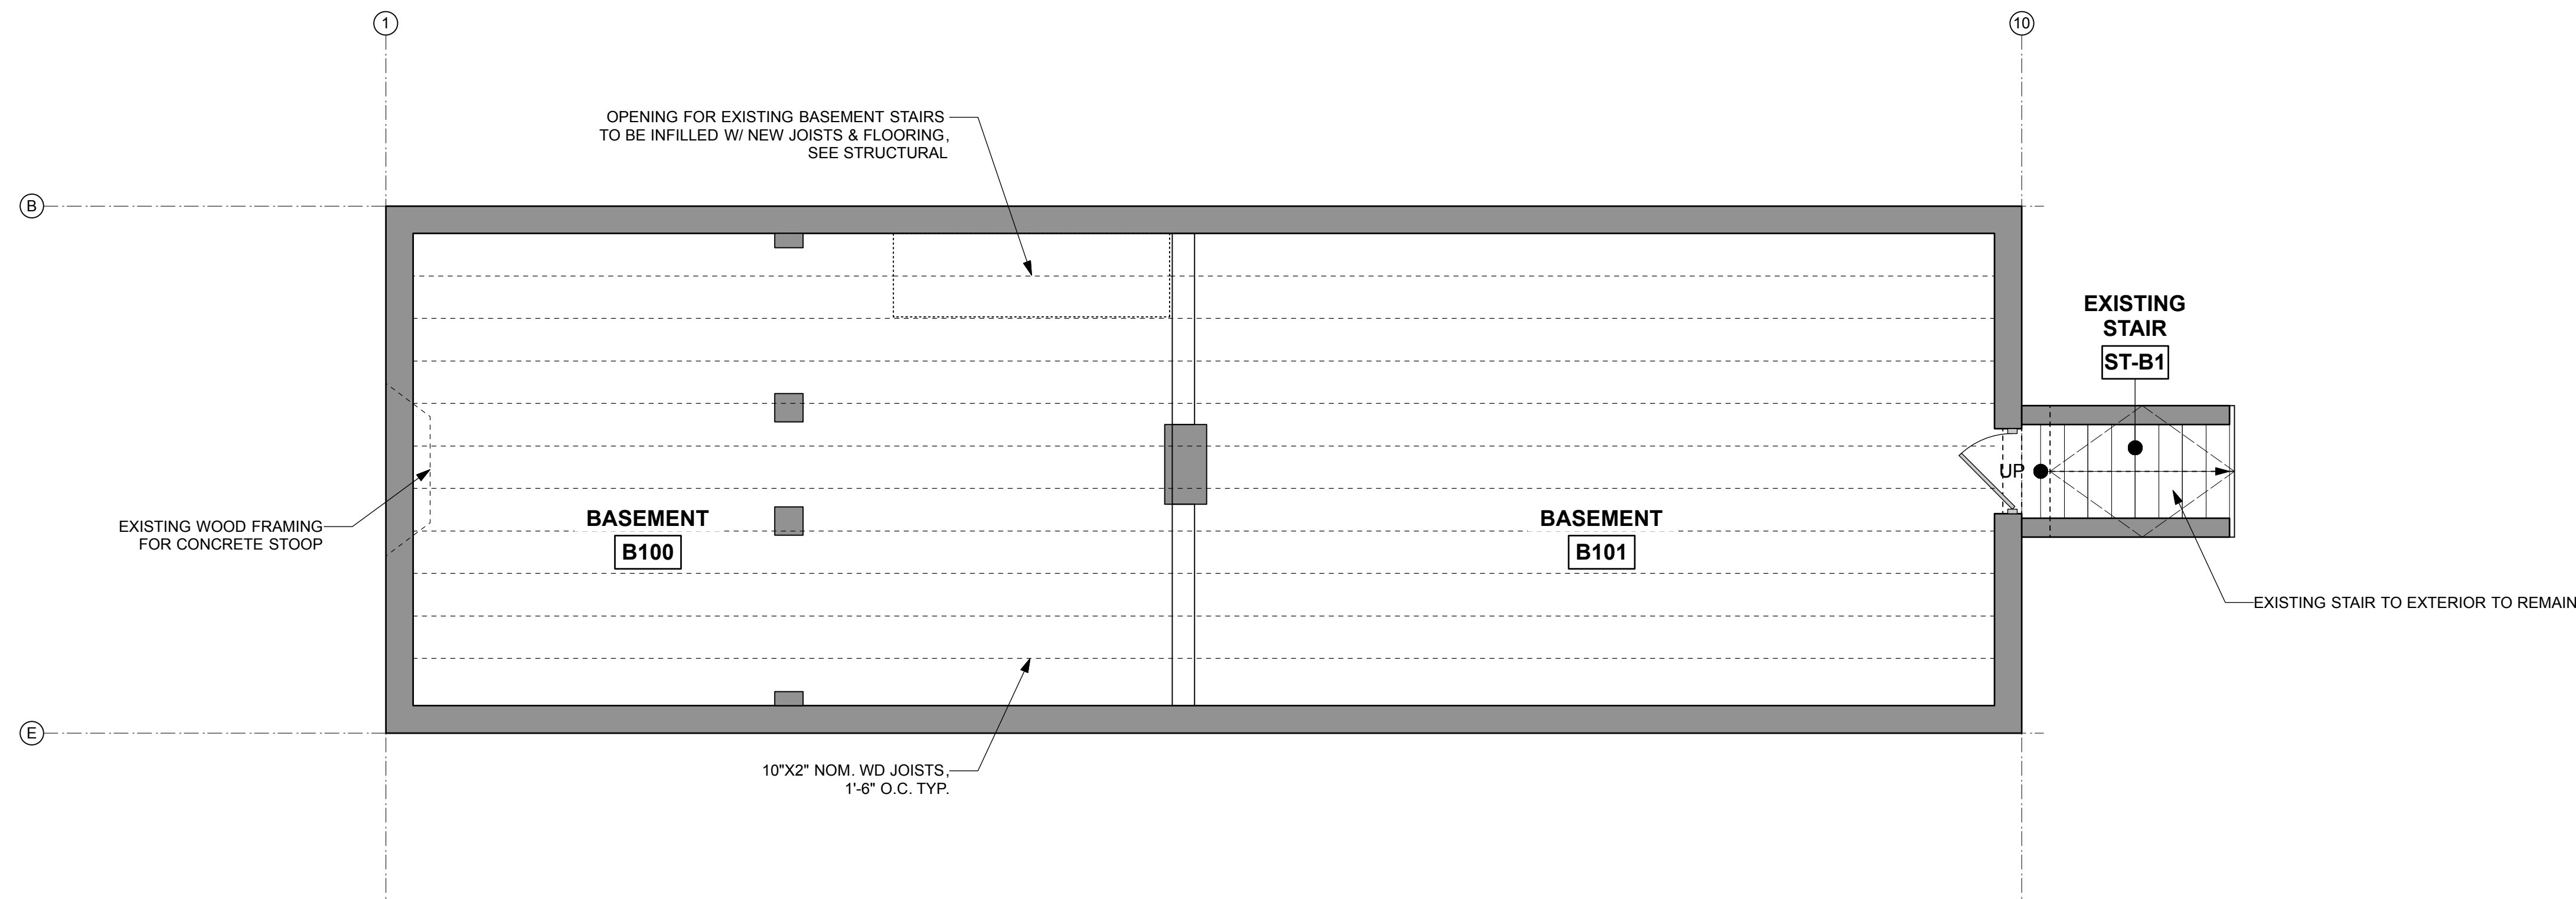 1
10
OPENING FOR EXISTING BASEMENT STAIRS
TO BE INFILLED W/ NEW JOISTS & FLOORING,
SEE STRUCTURAL
B
EXISTING
STAIR
ST-B1
UP
EXISTING WOOD FRAMING
FOR CONCRETE STOOP
BASEMENT
B100
BASEMENT
B101
EXISTING STAIR TO EXTERIOR TO REMAIN
E
10"X2" NOM. WD JOISTS,
1'-6" O.C. TYP.